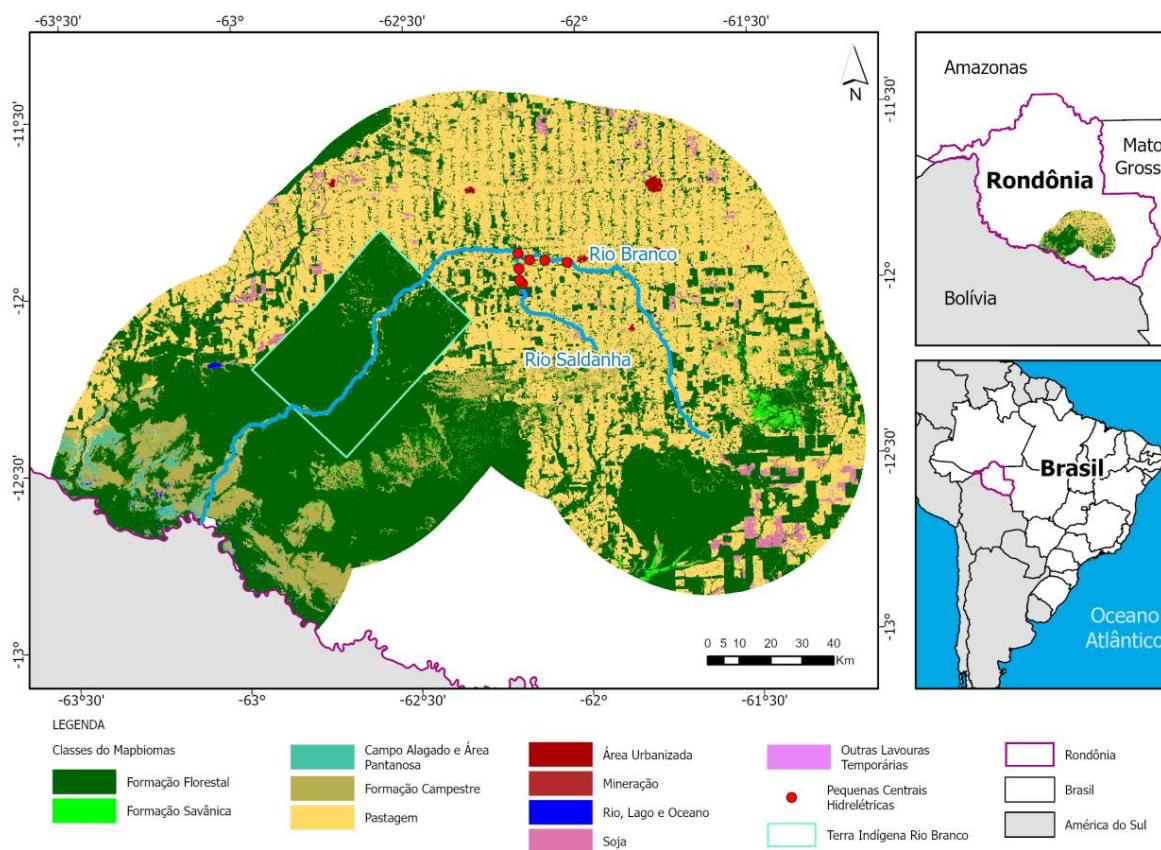 -63°30'
-63°
-62°30'
-62°
-61°30'
-11°30'
-12°
-12°30'
-13°
-11°30'
-12°
-12°30'
-13°
N
Rio Branco
Rio Saldanha
0 5 10 20 30 40
Km
-63°30'
-63°
-62°30'
-62°
-61°30'
Amazonas
Mato
Gross
Rondônia
Bolívia
Brasil
Oceano
Atlântico
LEGENDA
Classes do Mapbiomas
Formação Florestal
Formação Savânica
Campo Alagado e Área
Pantanosa
Formação Campestre
Pastagem
Área Urbanizada
Mineração
Rio, Lago e Oceano
Soja
Outras Lavouras
Temporárias
Pequenas Centrais
Hidrelétricas
Terra Indígena Rio Branco
Rondônia
Brasil
América do Sul